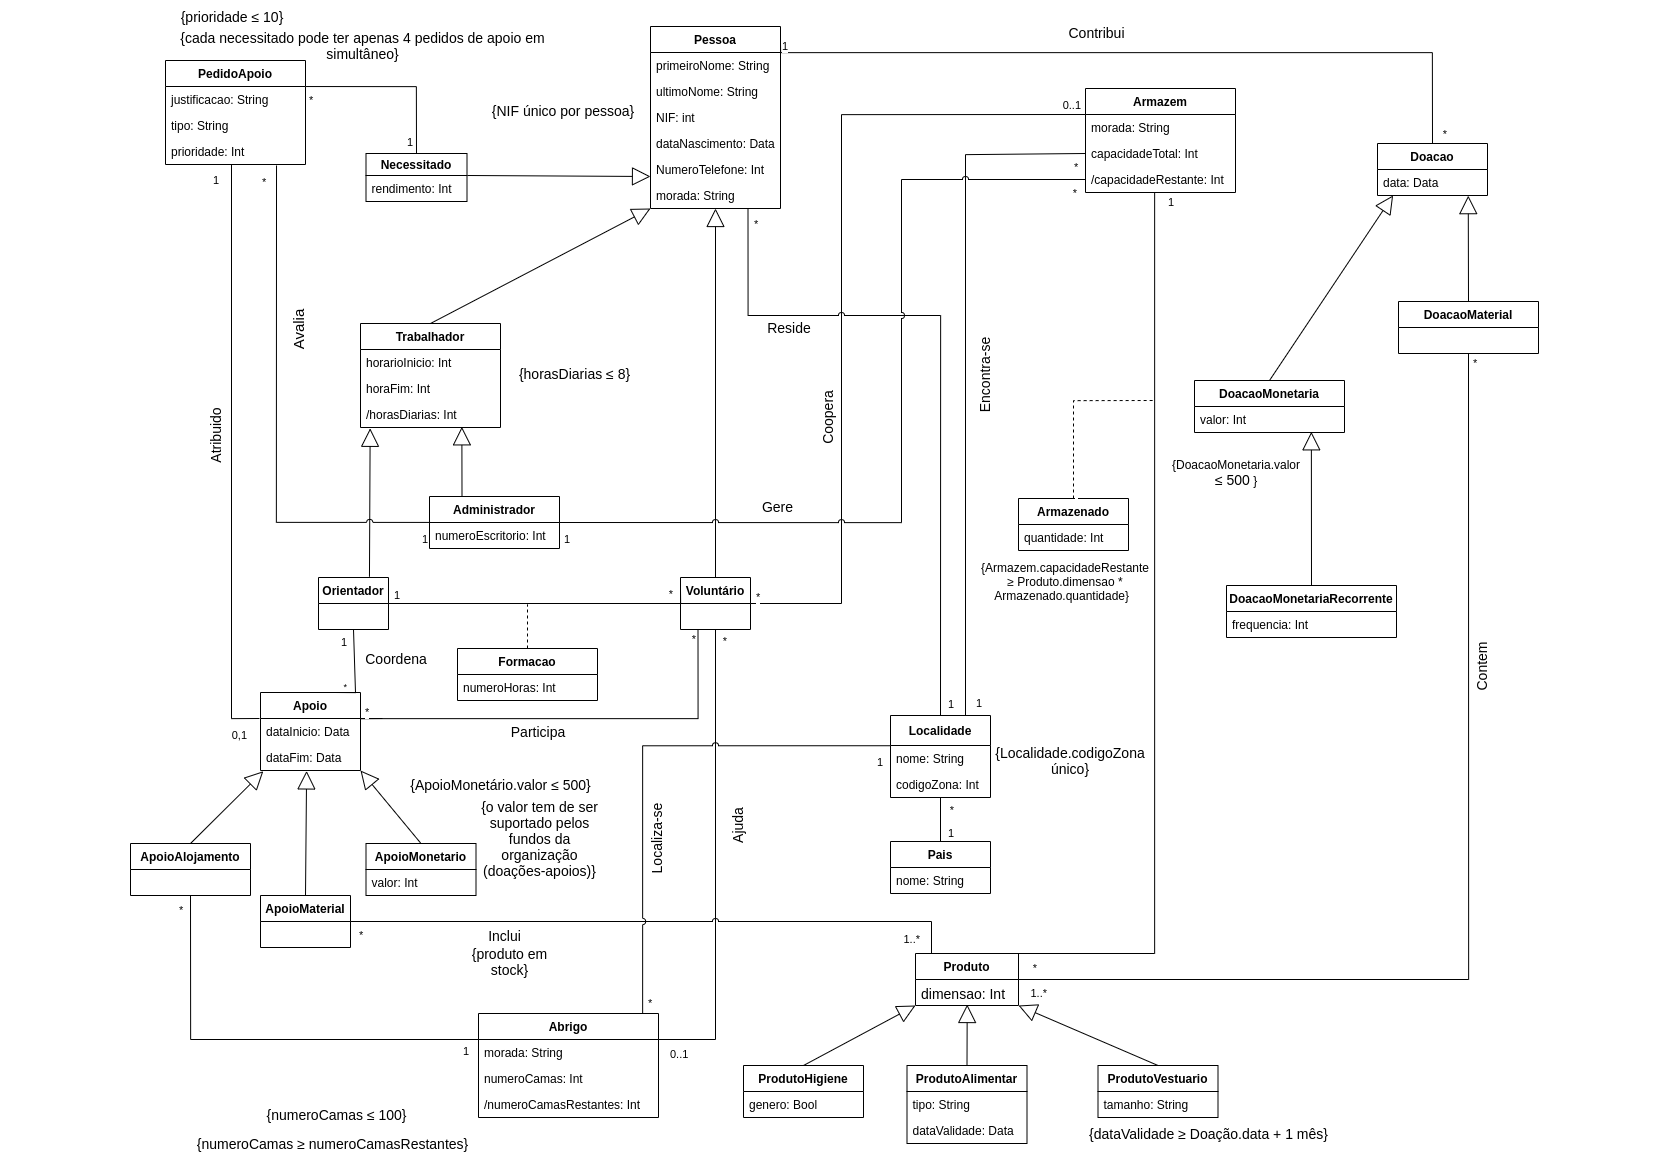 {prioridade ≤ 10}
{cada necessitado pode ter apenas 4 pedidos de apoio em
simultâneo}
PedidoApoio
justificacao: String
tipo: String
prioridade: Int
*
1
*
1
Necessitado
rendimento: Int
{NIF único por pessoa}
Pessoa
primeiroNome: String
ultimoNome: String
NIF: int
dataNascimento: Data
NumeroTelefone: Int
morada: String
1
*
Contribui
*
Armazem
morada: String
capacidadeTotal: Int
/capacidadeRestante: Int
0..1
*
*
1
Doacao
data: Data
DoacaoMaterial
*
DoacaoMonetaria
valor: Int
{DoacaoMonetaria.valor
≤ 500 }
DoacaoMonetariaRecorrente
frequencia: Int
Contem
Avalia
Atribuido
Trabalhador
horarioInicio: Int
horaFim: Int
/horasDiarias: Int
{horasDiarias ≤ 8}
Reside
Coopera
Encontra-se
Gere
Administrador
numeroEscritorio: Int
1
1
Armazenado
quantidade: Int
{Armazem.capacidadeRestante
≥ Produto.dimensao *
Armazenado.quantidade}
Orientador
1
*
Voluntário
*
*
*
1
Coordena
*
Formacao
numeroHoras: Int
Apoio
dataInicio: Data
dataFim: Data
*
0,1
Participa
1
1
Localidade
nome: String
codigoZona: Int
1
{Localidade.codigoZona
único}
*
1
Pais
nome: String
{ApoioMonetário.valor ≤ 500}
{o valor tem de ser
suportado pelos
fundos da
organização
(doações-apoios)}
Localiza-se
Ajuda
ApoioAlojamento
*
ApoioMonetario
valor: Int
ApoioMaterial
*
Inclui
{produto em
stock}
1..*
Produto
dimensao: Int
*
1..*
*
Abrigo
morada: String
numeroCamas: Int
/numeroCamasRestantes: Int
1
0..1
ProdutoHigiene
genero: Bool
ProdutoAlimentar
tipo: String
dataValidade: Data
ProdutoVestuario
tamanho: String
{dataValidade ≥ Doação.data + 1 mês}
{numeroCamas ≤ 100}
{numeroCamas ≥ numeroCamasRestantes}